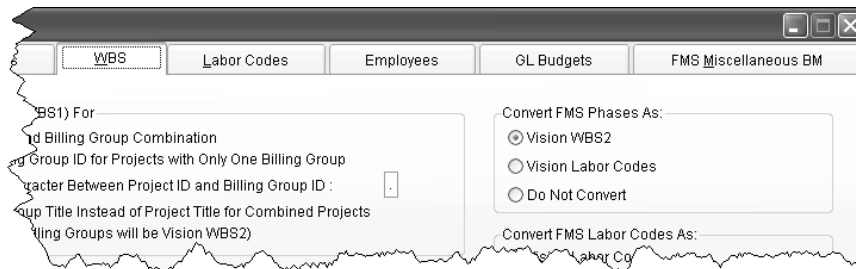 WBS Labor Codes Employees GL Budgets FMS Miscellaneous BM
BS1) For
Billing Group Combination
Group ID for Projects with Only One Billing Group
Between Project ID and Billing Group ID : .
Title Instead of Project Title for Combined Projects
Groups will be Vision WBS2)
Convert FMS Phases As:
Vision WBS2
Vision Labor Codes
Do Not Convert
Convert FMS Labor Codes As: